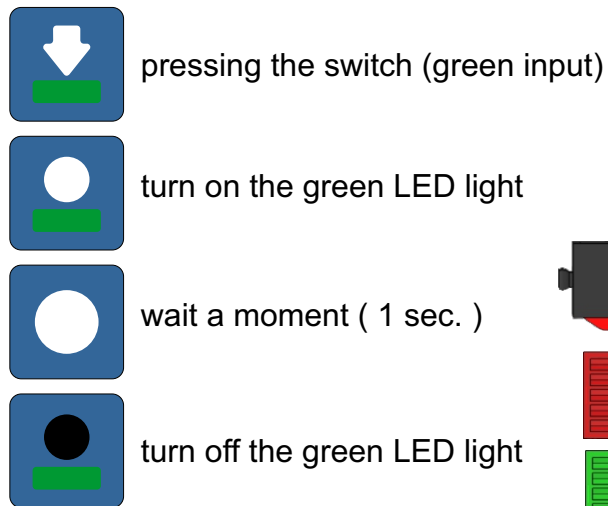 pressing the switch (green input)
turn on the green LED light
wait a moment ( 1 sec. )
turn off the green LED light